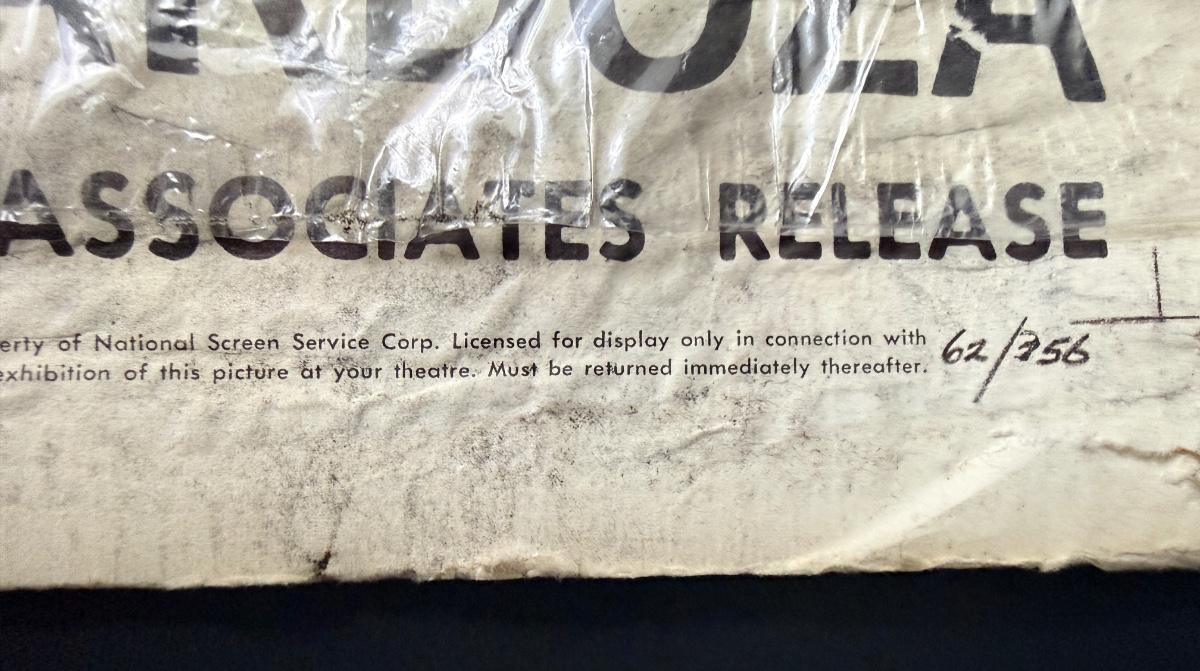 ASSOCIATES RELEASE
erty of National Screen Service Corp. Licensed for display only in connection with 62/356
exhibition of this picture at your theatre. Must be returned immediately thereafter.